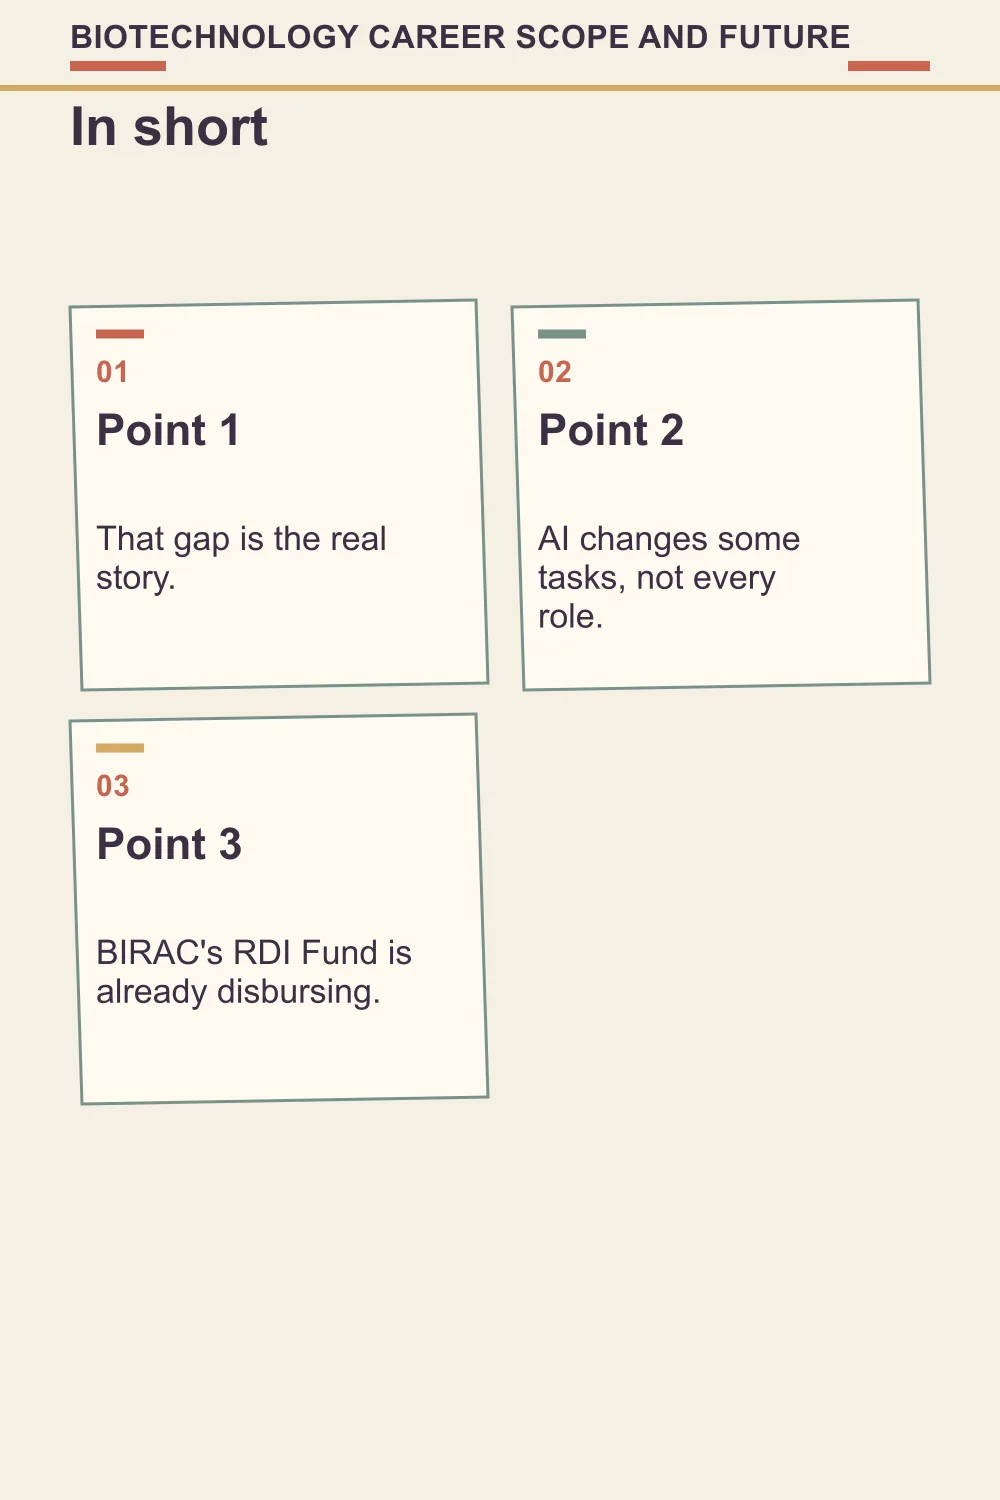 BIOTECHNOLOGY CAREER SCOPE AND FUTURE
In short
01
Point 1
That gap is the real
story.
02
Point 2
AI changes some
tasks, not every
role.
03
Point 3
BIRAC's RDI Fund is
already disbursing.